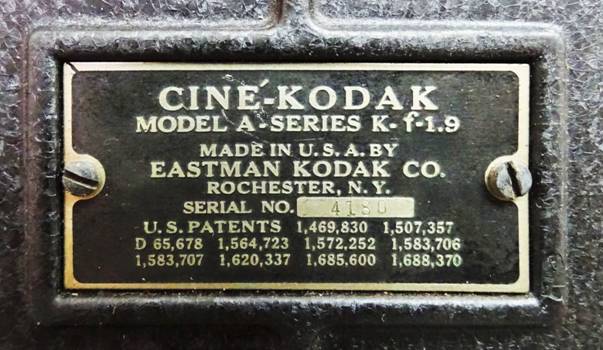 CINÉ-KODAK
MODEL A-SERIES K-f-1.9
MADE IN U.S.A. BY
EASTMAN KODAK CO.
ROCHESTER, N.Y.
SERIAL NO. 4180
U.S. PATENTS 1,469,830 1,507,357
D 65,678 1,564,723 1,572,252 1,583,706
1,583,707 1,620,337 1,685,600 1,688,370